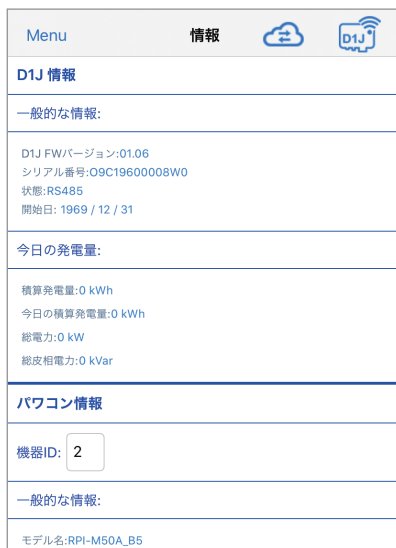 Menu 情報 D1J
D1J 情報
一般的な情報:
D1J FWバージョン:01.06
シリアル番号:O9C19600008W0
状態:RS485
開始日: 1969 / 12 / 31
今日の発電量:
積算発電量:0 kWh
今日の積算発電量:0 kWh
総電力:0 kW
総皮相電力:0 kVar
パワコン情報
機器ID: 2
一般的な情報:
モデル名:RPI-M50A_B5